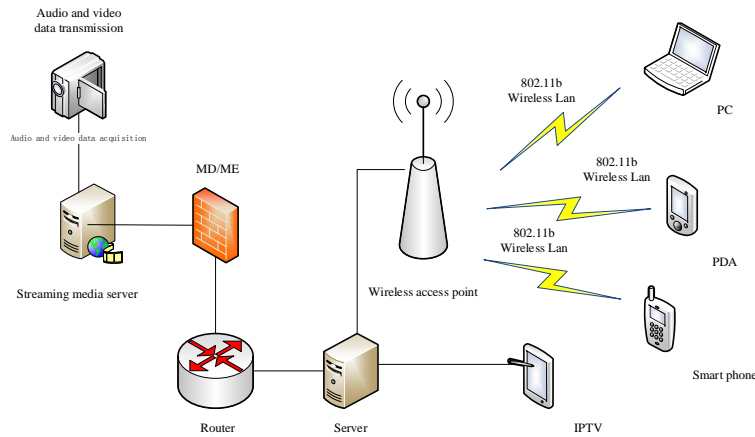 Audio and video
data transmission
Audio and video data acquisition
MD/ME
Streaming media server
Router
Server
Wireless access point
802.11b
Wireless Lan
PC
802.11b
Wireless Lan
PDA
802.11b
Wireless Lan
Smart phone
IPTV